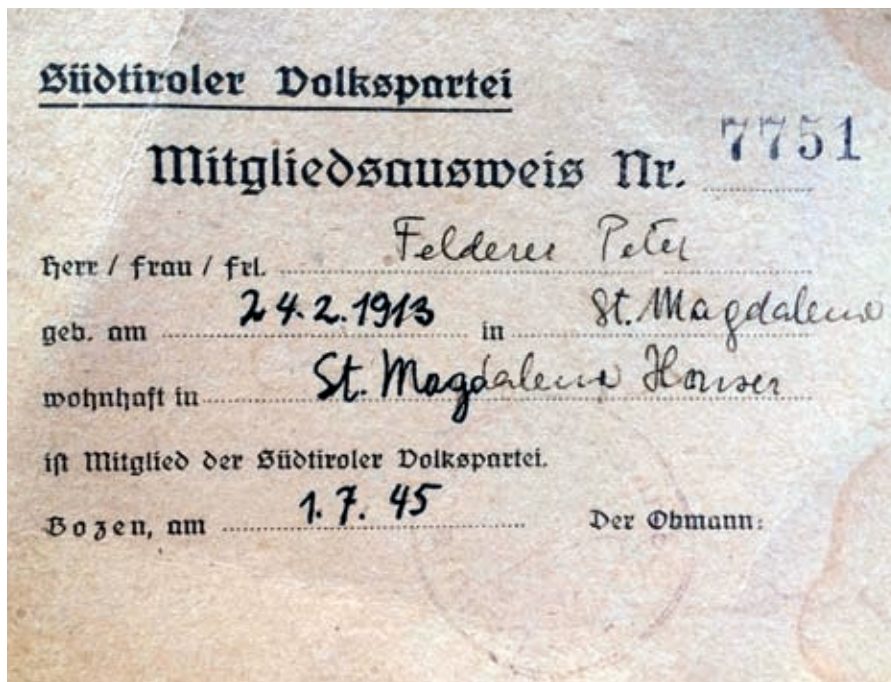 Südtiroler Volkspartei
Mitgliedsausweis Nr. 7751
Herr / Frau / Frl. Felderer Peter
geb. am 24.2.1913 in St. Magdalena
wohnhaft in St. Magdalena
ist Mitglied der Südtiroler Volkspartei.
Bozen, am 1. 7. 45 Der Obmann: